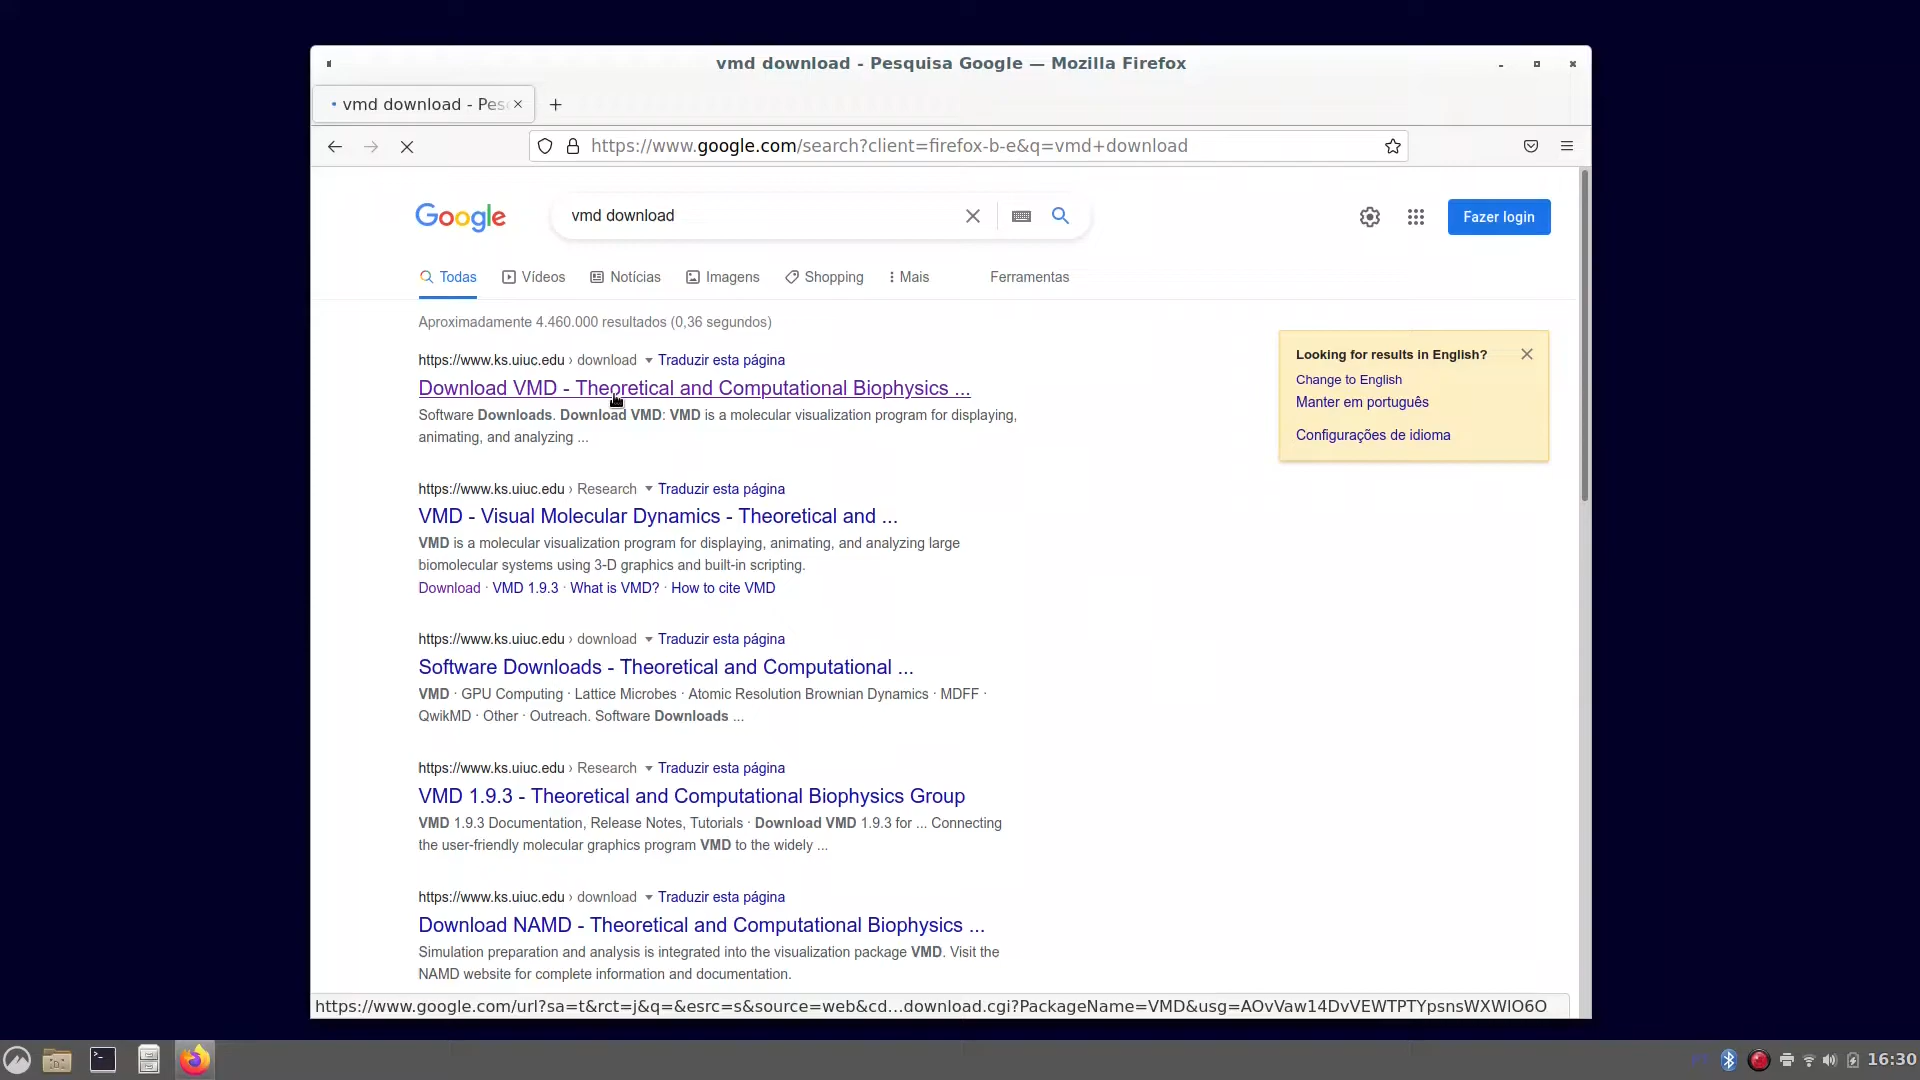 vmd download - Pesquisa Google — Mozilla Firefox
vmd download - Pes
https://www.google.com/search?client=firefox-b-e&q=vmd+download
Google
vmd download
Fazer login
Todas
Vídeos
Notícias
Imagens
Shopping
Mais
Ferramentas
Aproximadamente 4.460.000 resultados (0,36 segundos)
https://www.ks.uiuc.edu › download Traduzir esta página
Download VMD - Theoretical and Computational Biophysics ...
Software Downloads. Download VMD: VMD is a molecular visualization program for displaying,
animating, and analyzing ...
Looking for results in English?
Change to English
Manter em português
Configurações de idioma
https://www.ks.uiuc.edu › Research Traduzir esta página
VMD - Visual Molecular Dynamics - Theoretical and ...
VMD is a molecular visualization program for displaying, animating, and analyzing large
biomolecular systems using 3-D graphics and built-in scripting.
Download · VMD 1.9.3 · What is VMD? · How to cite VMD
https://www.ks.uiuc.edu › download Traduzir esta página
Software Downloads - Theoretical and Computational ...
VMD · GPU Computing · Lattice Microbes · Atomic Resolution Brownian Dynamics · MDFF ·
QwikMD · Other · Outreach. Software Downloads ...
https://www.ks.uiuc.edu › Research Traduzir esta página
VMD 1.9.3 - Theoretical and Computational Biophysics Group
VMD 1.9.3 Documentation, Release Notes, Tutorials · Download VMD 1.9.3 for ... Connecting
the user-friendly molecular graphics program VMD to the widely ...
https://www.ks.uiuc.edu › download Traduzir esta página
Download NAMD - Theoretical and Computational Biophysics ...
Simulation preparation and analysis is integrated into the visualization package VMD. Visit the
NAMD website for complete information and documentation.
https://www.google.com/url?sa=t&rct=j&q=&esrc=s&source=web&cd...download.cgi?PackageName=VMD&usg=AOvVaw14DvVEWTPTYpsnsWXWlO6O
16:30